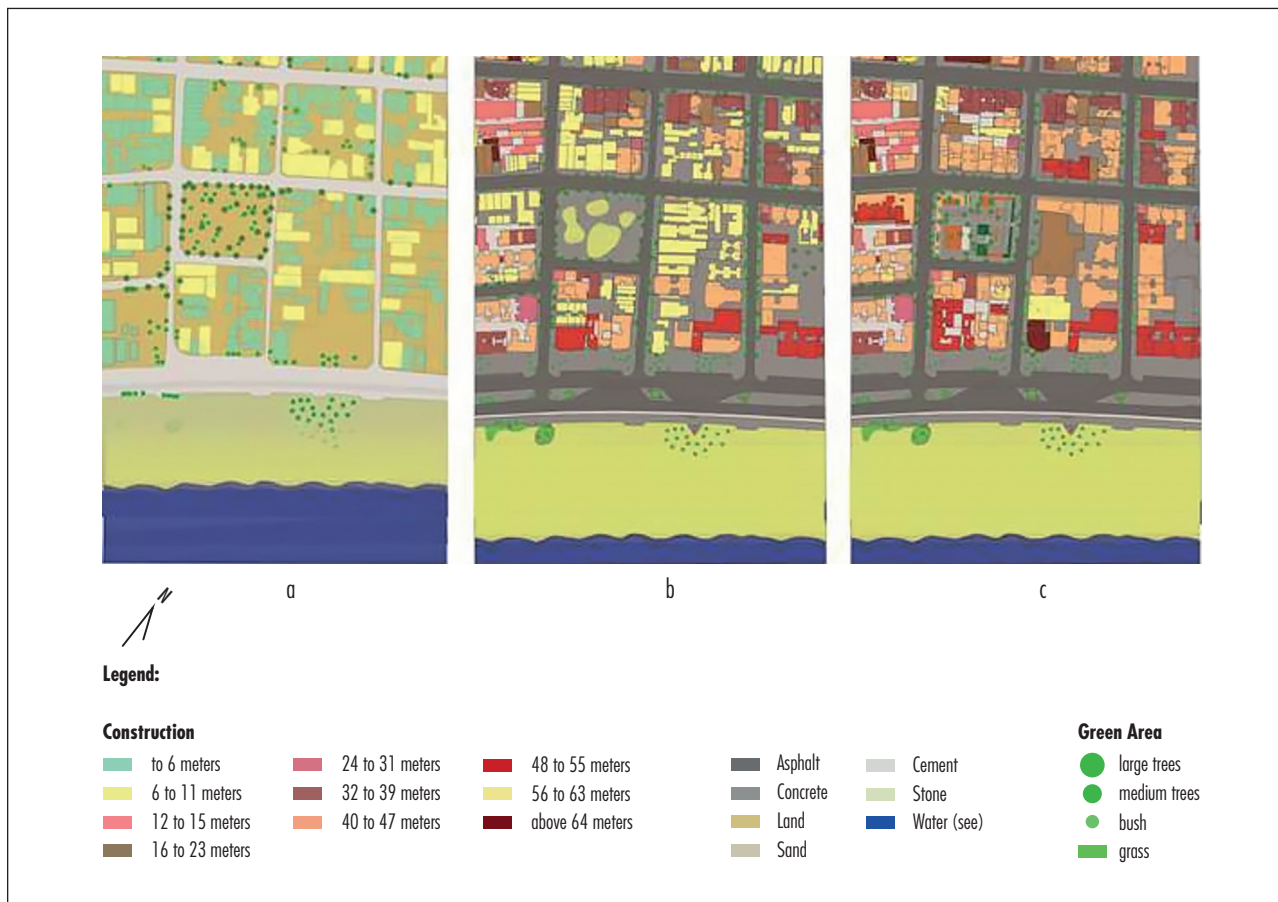 a
b
c
N
Legend:
Construction
to 6 meters
6 to 11 meters
12 to 15 meters
16 to 23 meters
24 to 31 meters
32 to 39 meters
40 to 47 meters
48 to 55 meters
56 to 63 meters
above 64 meters
Asphalt
Concrete
Land
Sand
Cement
Stone
Water (see)
Green Area
large trees
medium trees
bush
grass